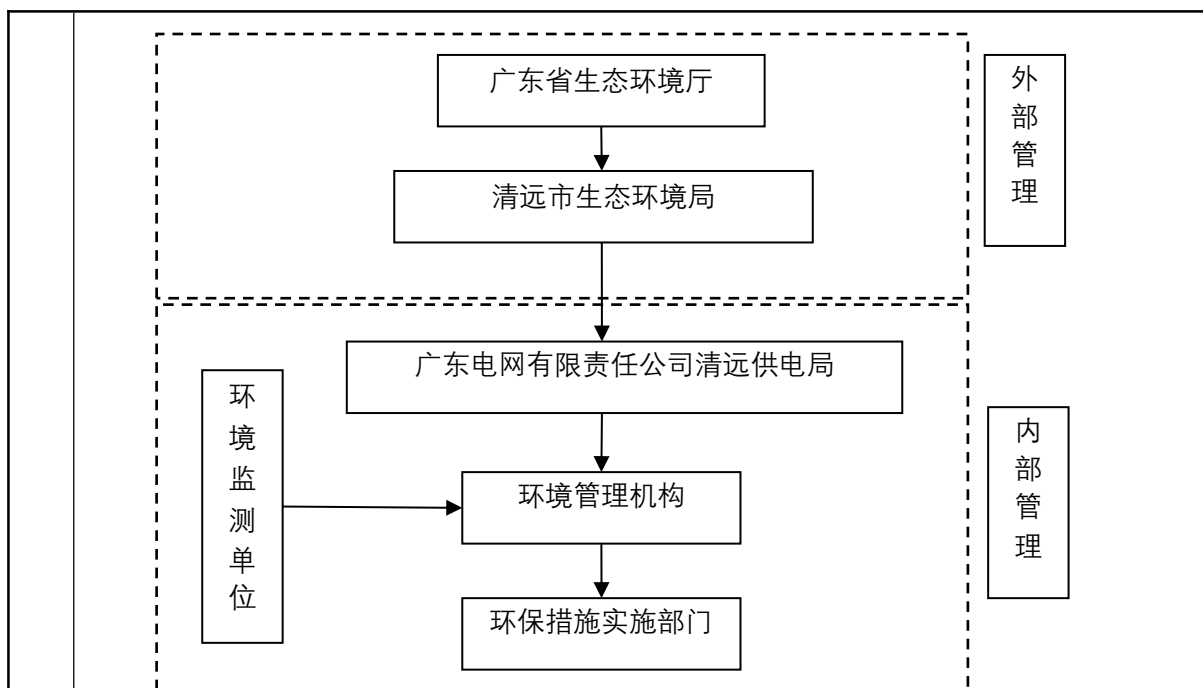 广东省生态环境厅
外部管理
清远市生态环境局
广东电网有限责任公司清远供电局
环境监测单位
内部管理
环境管理机构
环保措施实施部门